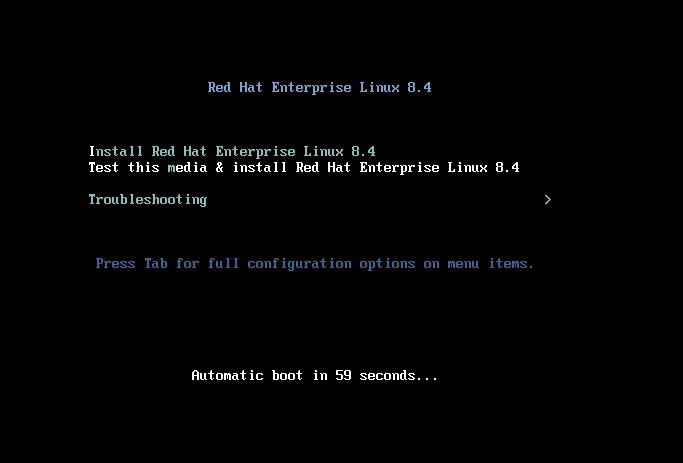 Red Hat Enterprise Linux 8.4
Install Red Hat Enterprise Linux 8.4
Test this media & install Red Hat Enterprise Linux 8.4
Troubleshooting >
Press Tab for full configuration options on menu items.
Automatic boot in 59 seconds...